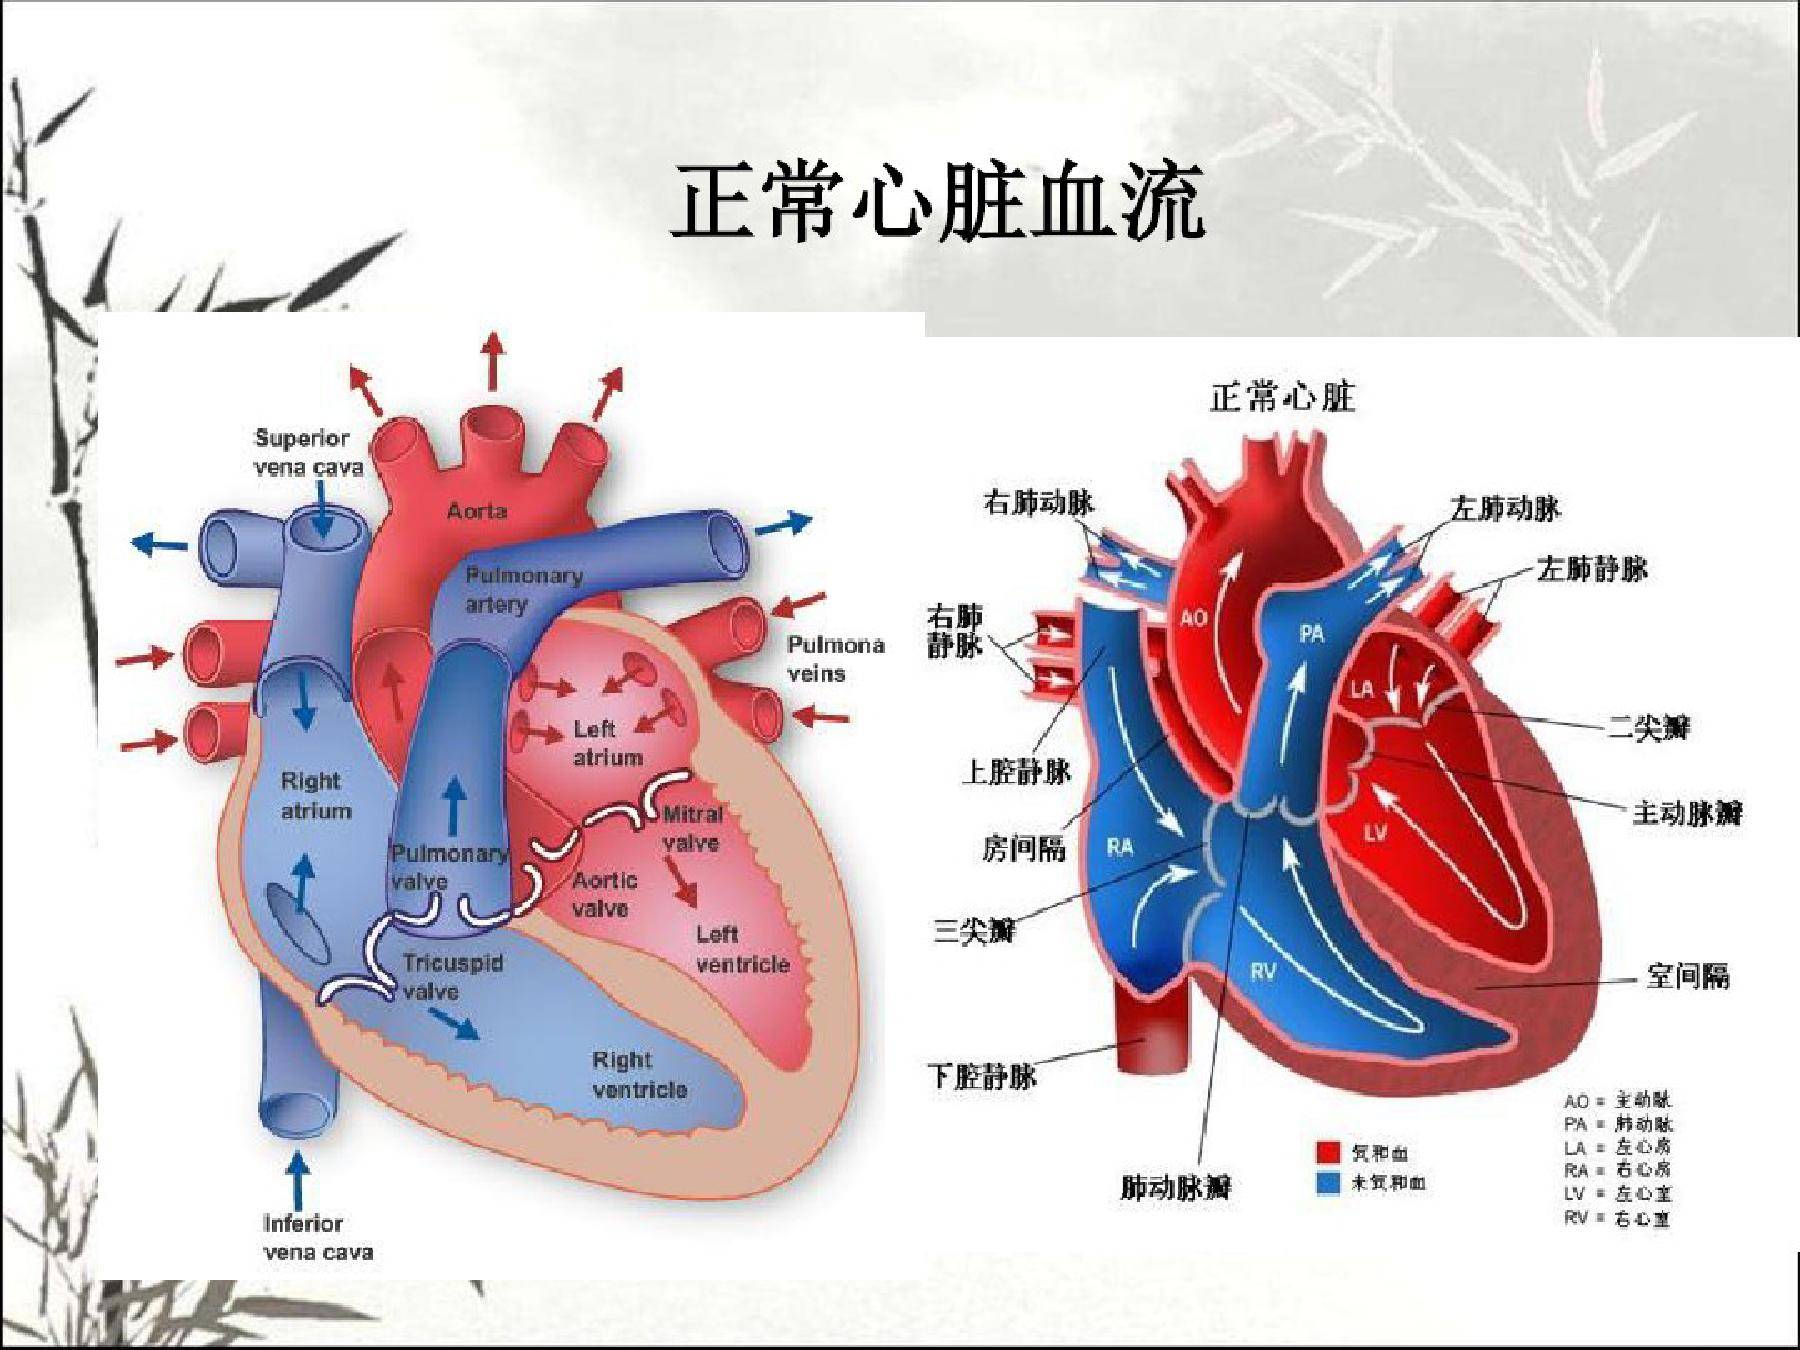 正常心脏血流
Superior
vena cava
Aorta
Pulmonary
artery
Pulmona
veins
Left
atrium
Right
atrium
Mitral
valve
Pulmonary
valve
Aortic
valve
Left
ventricle
Tricuspid
valve
Right
ventricle
Inferior
vena cava
正常心脏
右肺动脉
左肺动脉
左肺静脉
右肺
静脉
AO
PA
LA
二尖瓣
上腔静脉
主动脉瓣
LV
房间隔
RA
三尖瓣
RV
室间隔
下腔静脉
肺动脉瓣
氧和血
未氧和血
AO = 主动脉
PA = 肺动脉
LA = 左心房
RA = 右心房
LV = 左心室
RV = 右心室